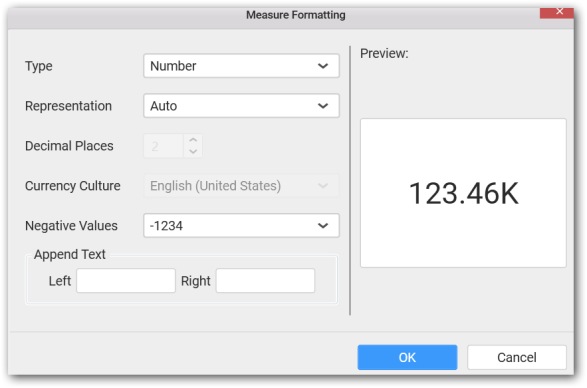 Measure Formatting
Type Number
Preview:
Representation Auto
Decimal Places 2
Currency Culture English (United States)
123.46K
Negative Values -1234
Append Text
Left Right
OK Cancel